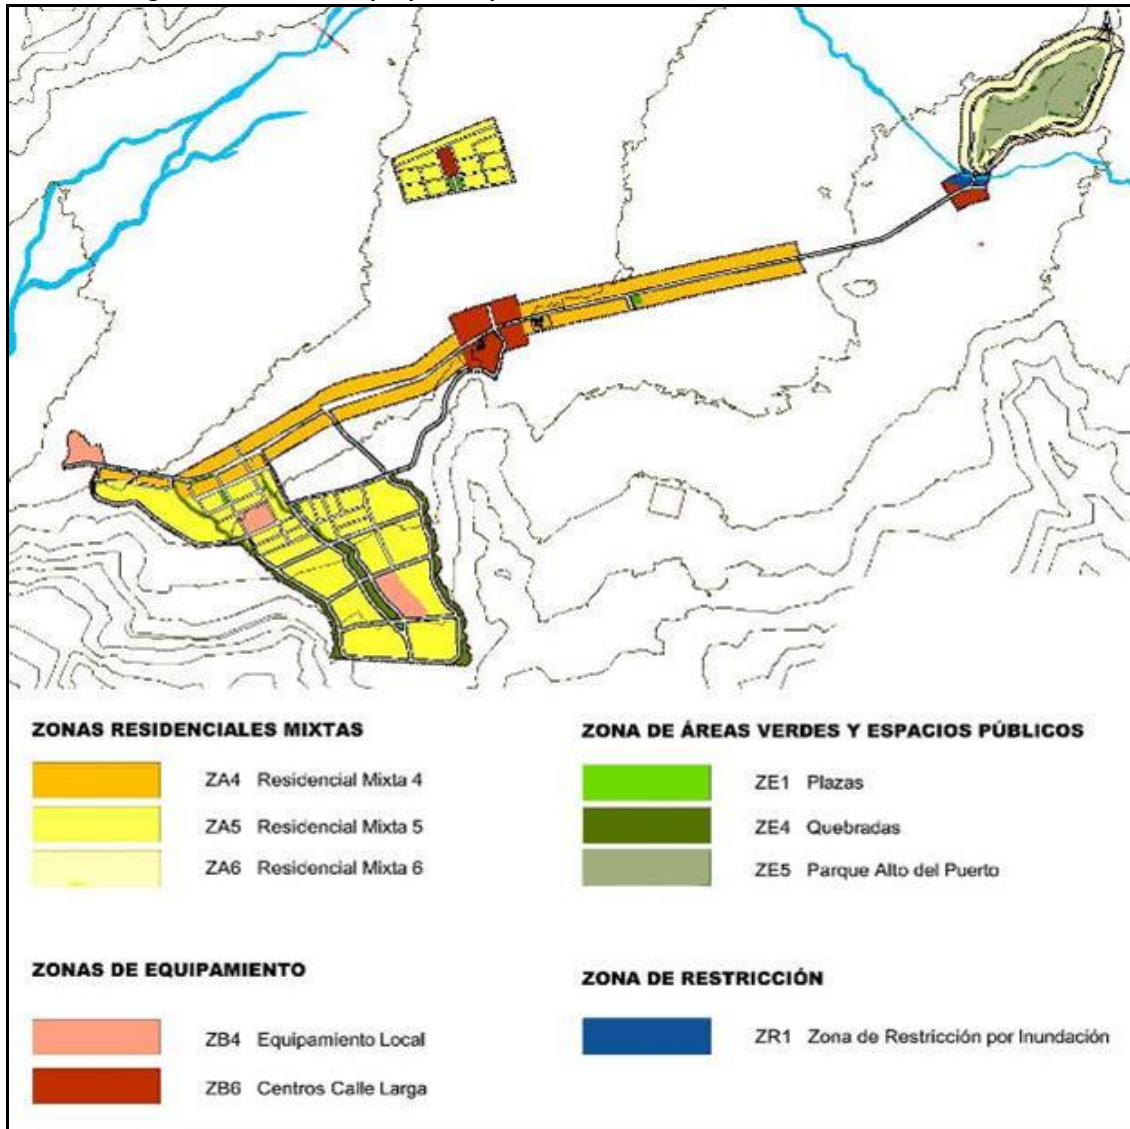 ZONAS RESIDENCIALES MIXTAS
ZA4 Residencial Mixta 4
ZA5 Residencial Mixta 5
ZA6 Residencial Mixta 6
ZONAS DE EQUIPAMIENTO
ZB4 Equipamiento Local
ZB6 Centros Calle Larga
ZONA DE ÁREAS VERDES Y ESPACIOS PÚBLICOS
ZE1 Plazas
ZE4 Quebradas
ZE5 Parque Alto del Puerto
ZONA DE RESTRICCIÓN
ZR1 Zona de Restricción por Inundación